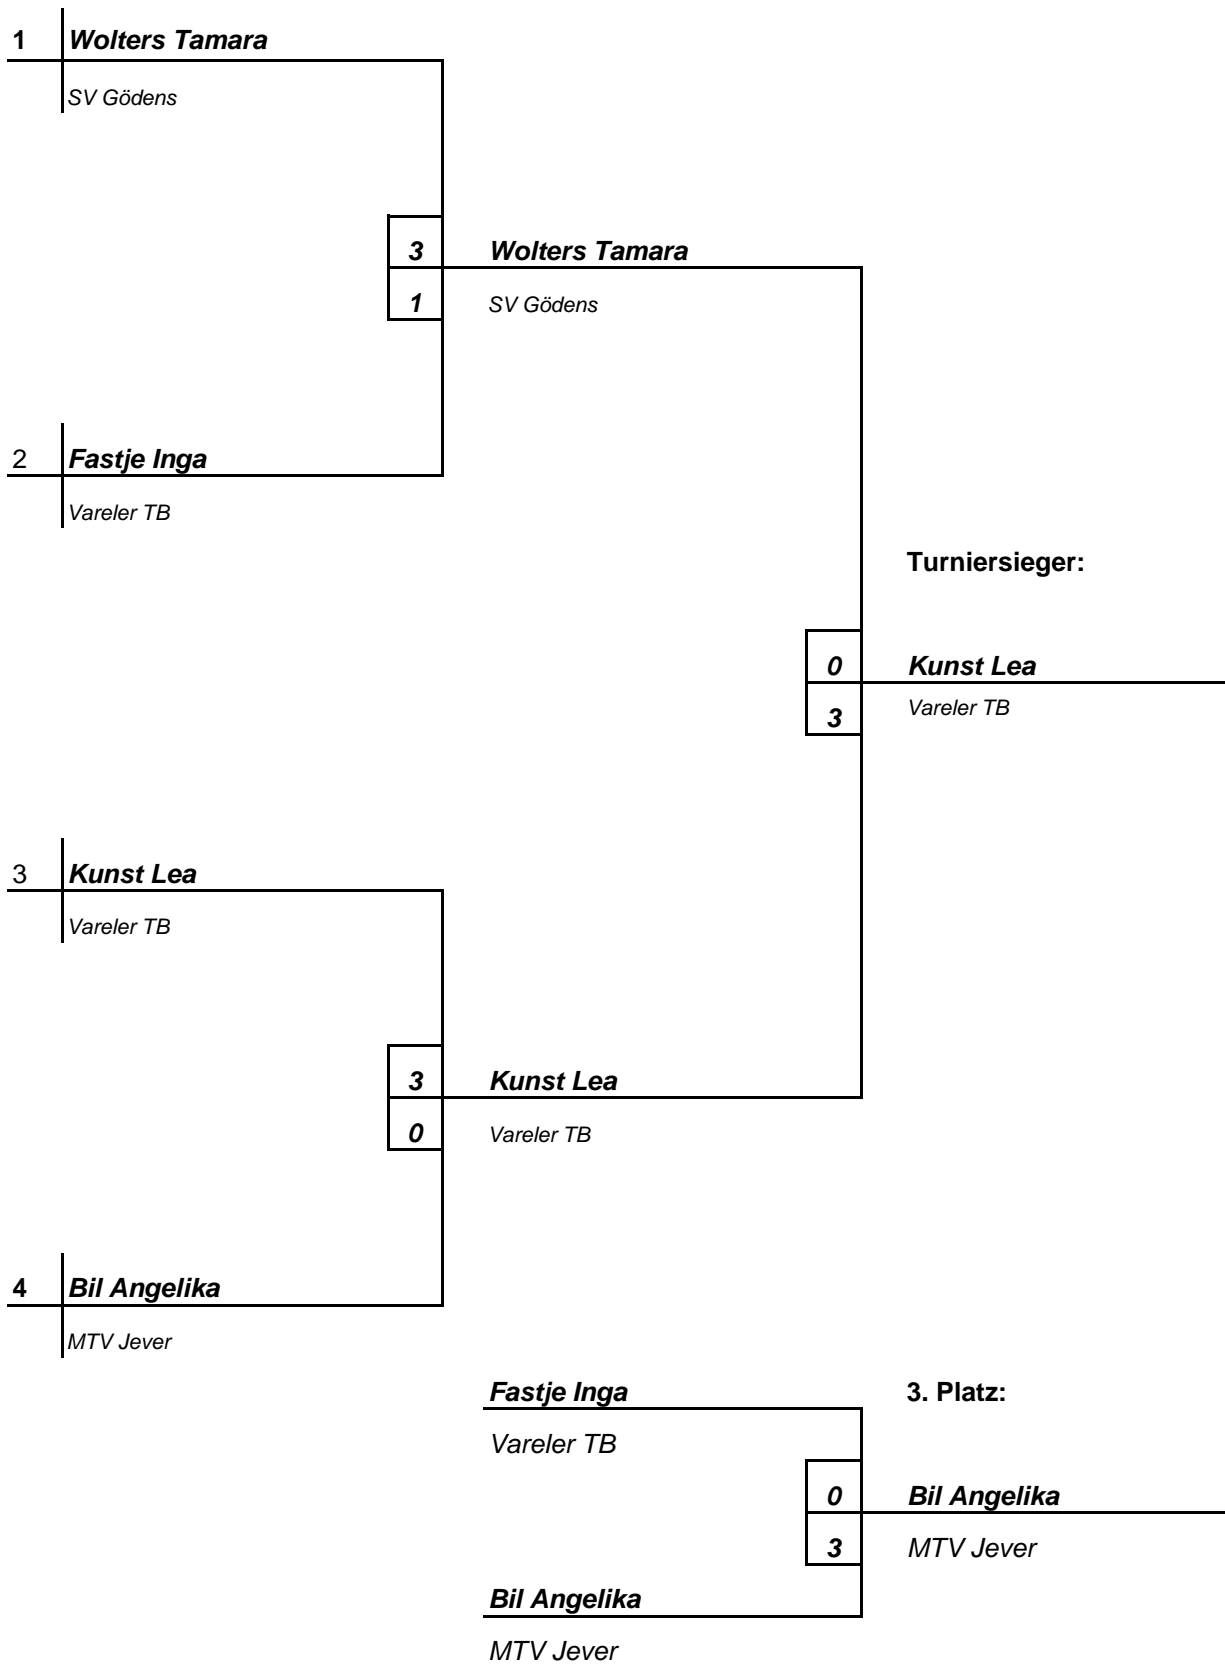 1 Wolters Tamara
SV Gödens
3 Wolters Tamara
1 SV Gödens
2 Fastje Inga
Vareler TB
Turniersieger:
0 Kunst Lea
3 Vareler TB
3 Kunst Lea
Vareler TB
3 Kunst Lea
0 Vareler TB
4 Bil Angelika
MTV Jever
Fastje Inga 3. Platz:
Vareler TB
0 Bil Angelika
3 MTV Jever
Bil Angelika
MTV Jever